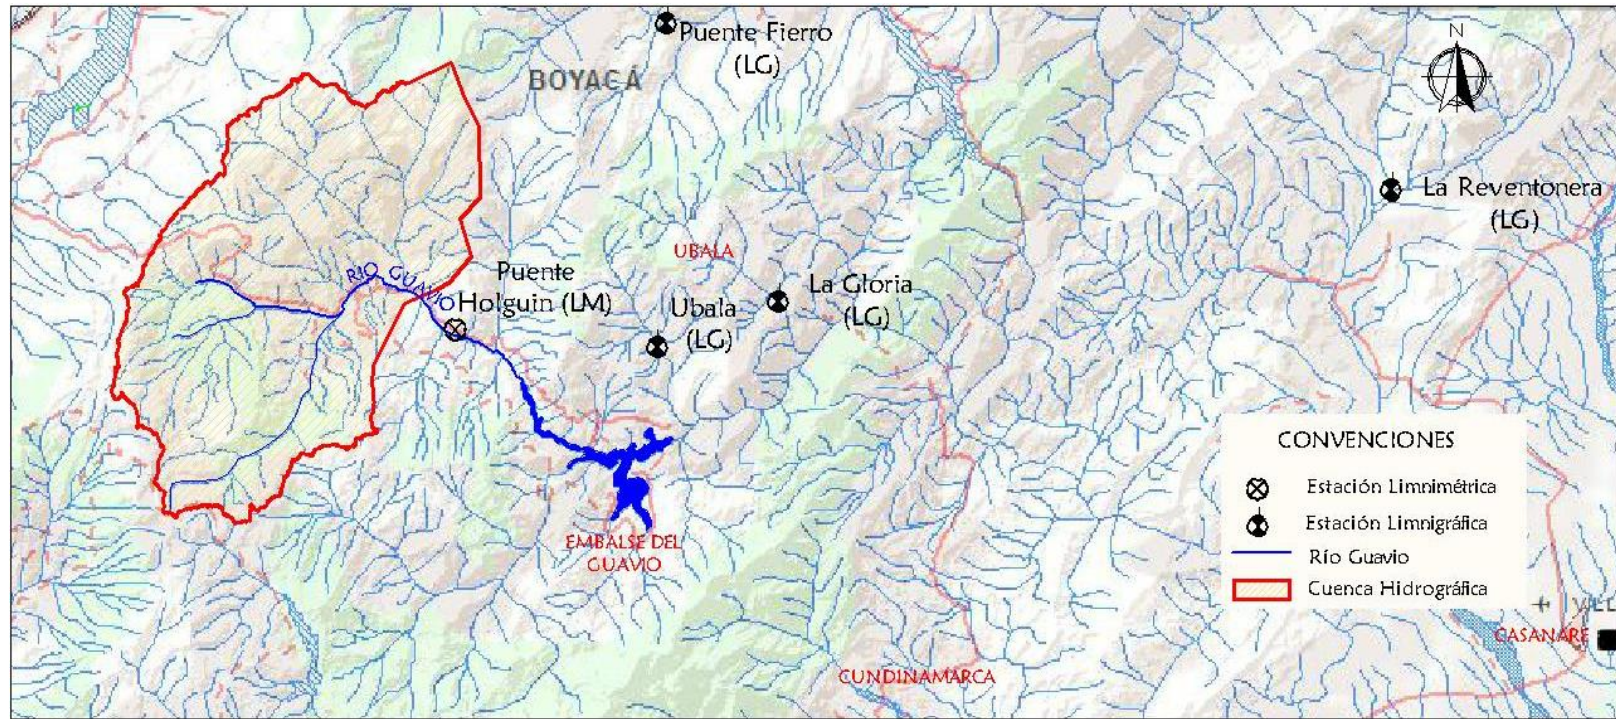 Puente Fierro
(LG)
BOYACÁ
N
La Reventonera
(LG)
UBALA
RIO GUAVIO
Puente
Holguin (LM)
La Gloria
(LG)
Ubala
(LG)
EMBALSE DEL
GUAVIO
CONVENCIONES
Estación Limnimétrica
Estación Limnigráfica
Río Guavio
Cuenca Hidrográfica
CASANARE
CUNDINAMARCA